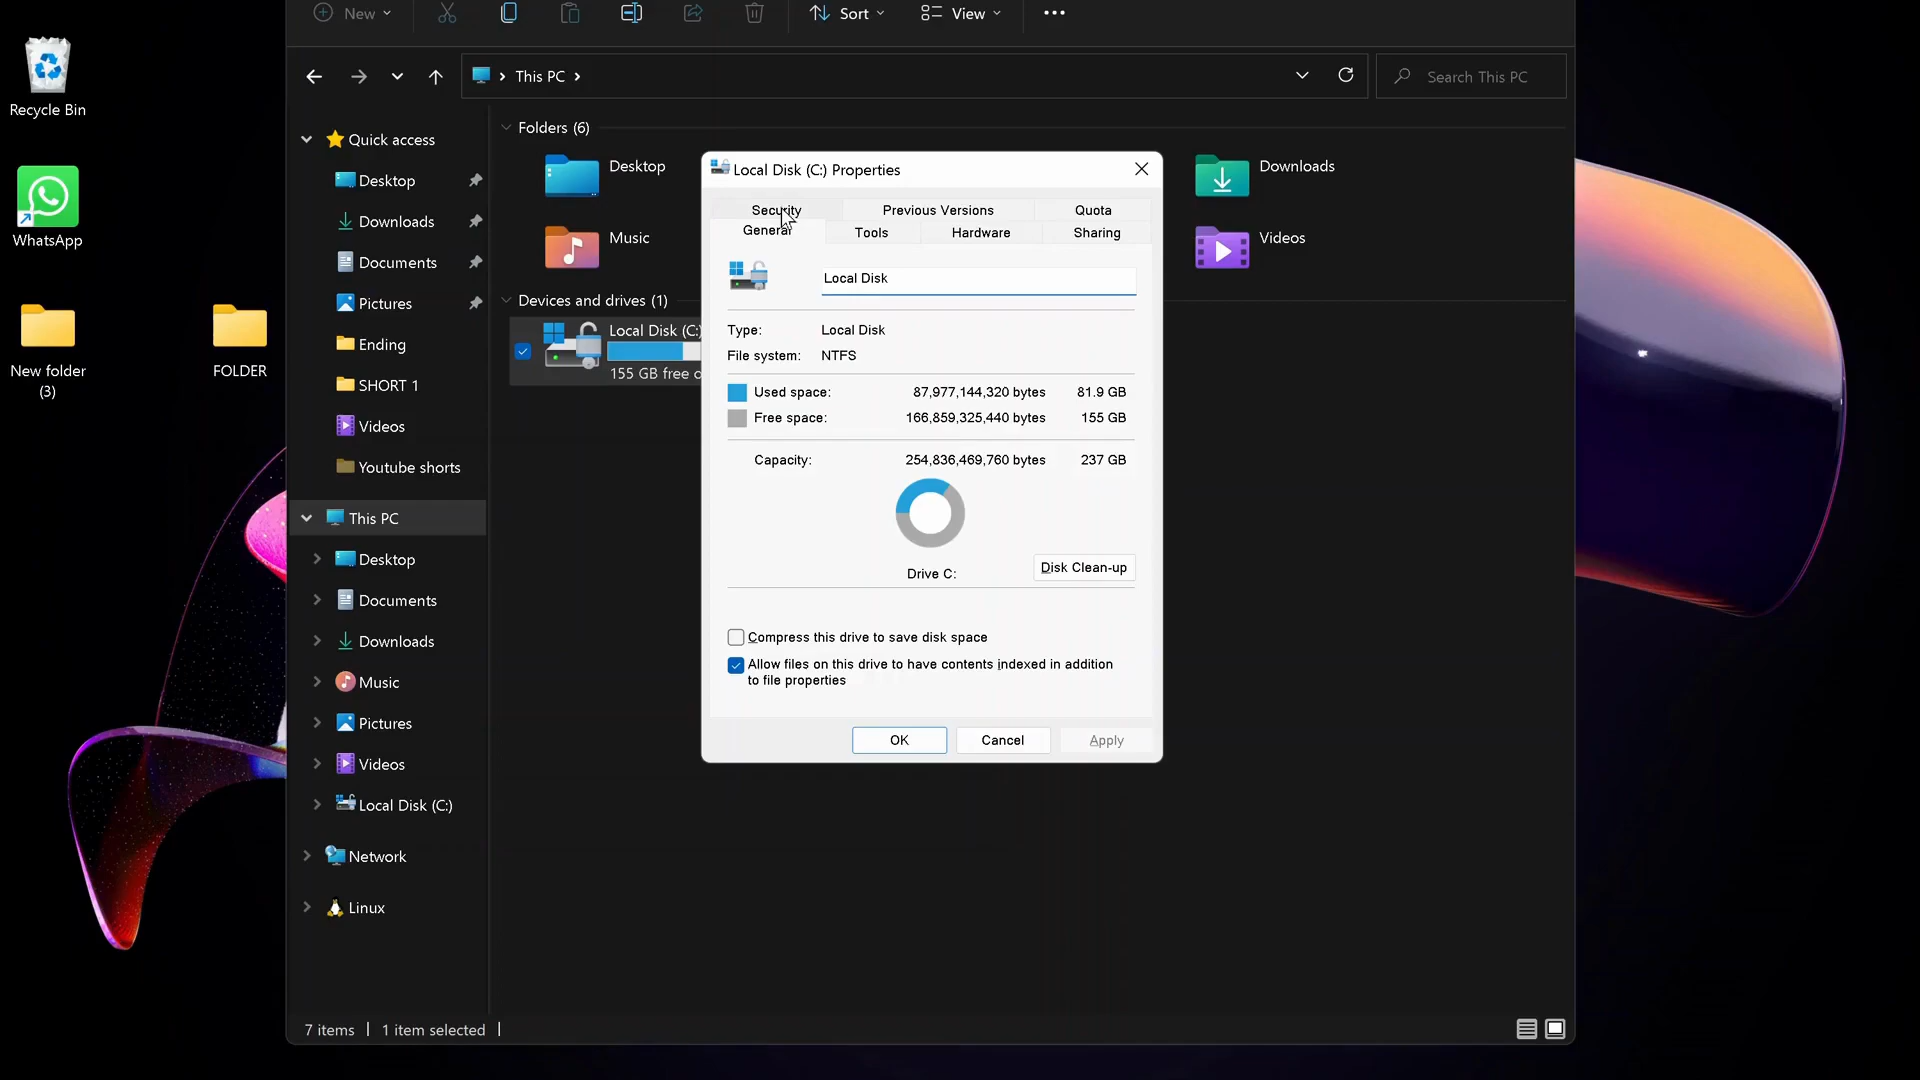 New
Sort
View
This PC
Search This PC
Recycle Bin
WhatsApp
New folder
(3)
FOLDER
Quick access
Desktop
Downloads
Documents
Pictures
Ending
SHORT 1
Videos
Youtube shorts
This PC
Desktop
Documents
Downloads
Music
Pictures
Videos
Local Disk (C:)
Network
Linux
Folders (6)
Desktop
Downloads
Music
Videos
Devices and drives (1)
Local Disk (C:)
155 GB free o
Local Disk (C:) Properties
Security
Previous Versions
Quota
General
Tools
Hardware
Sharing
Local Disk
Type: Local Disk
File system: NTFS
Used space: 87,977,144,320 bytes 81.9 GB
Free space: 166,859,325,440 bytes 155 GB
Capacity: 254,836,469,760 bytes 237 GB
Drive C:
Disk Clean-up
Compress this drive to save disk space
Allow files on this drive to have contents indexed in addition
to file properties
OK
Cancel
Apply
7 items
1 item selected